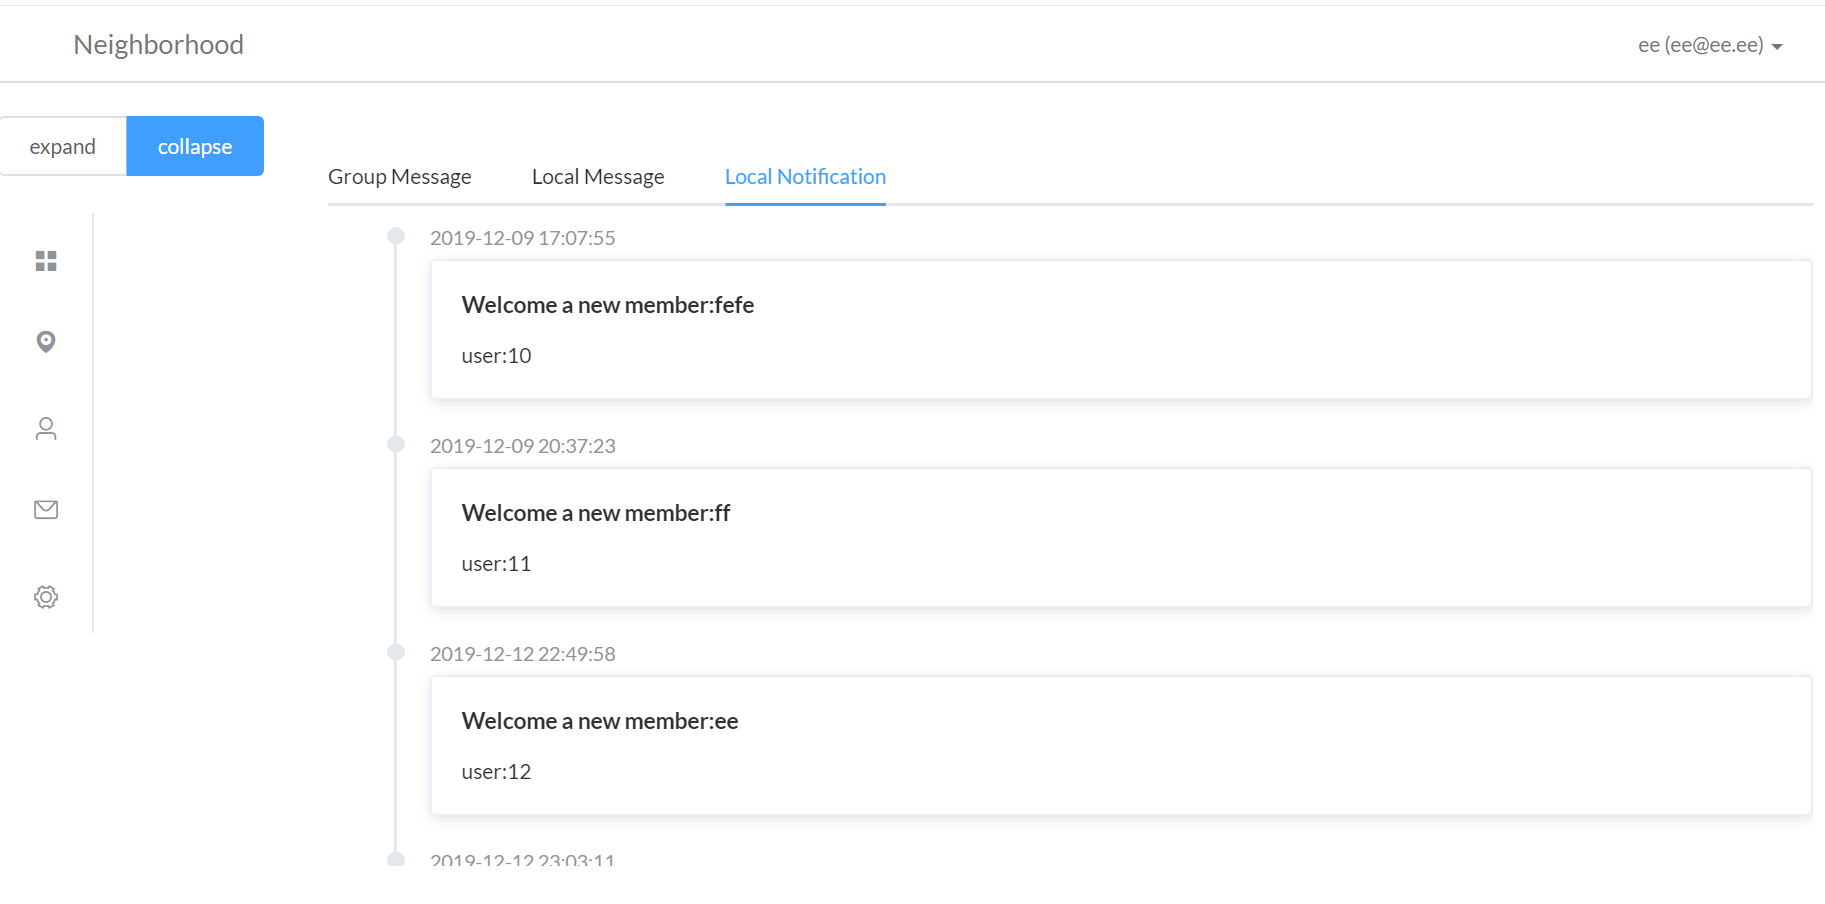 Neighborhood
ee (ee@ee.ee)
expand
collapse
Group Message
Local Message
Local Notification
2019-12-09 17:07:55
Welcome a new member:fefe
user:10
2019-12-09 20:37:23
Welcome a new member:ff
user:11
2019-12-12 22:49:58
Welcome a new member:ee
user:12
2019-12-12 23:03:11